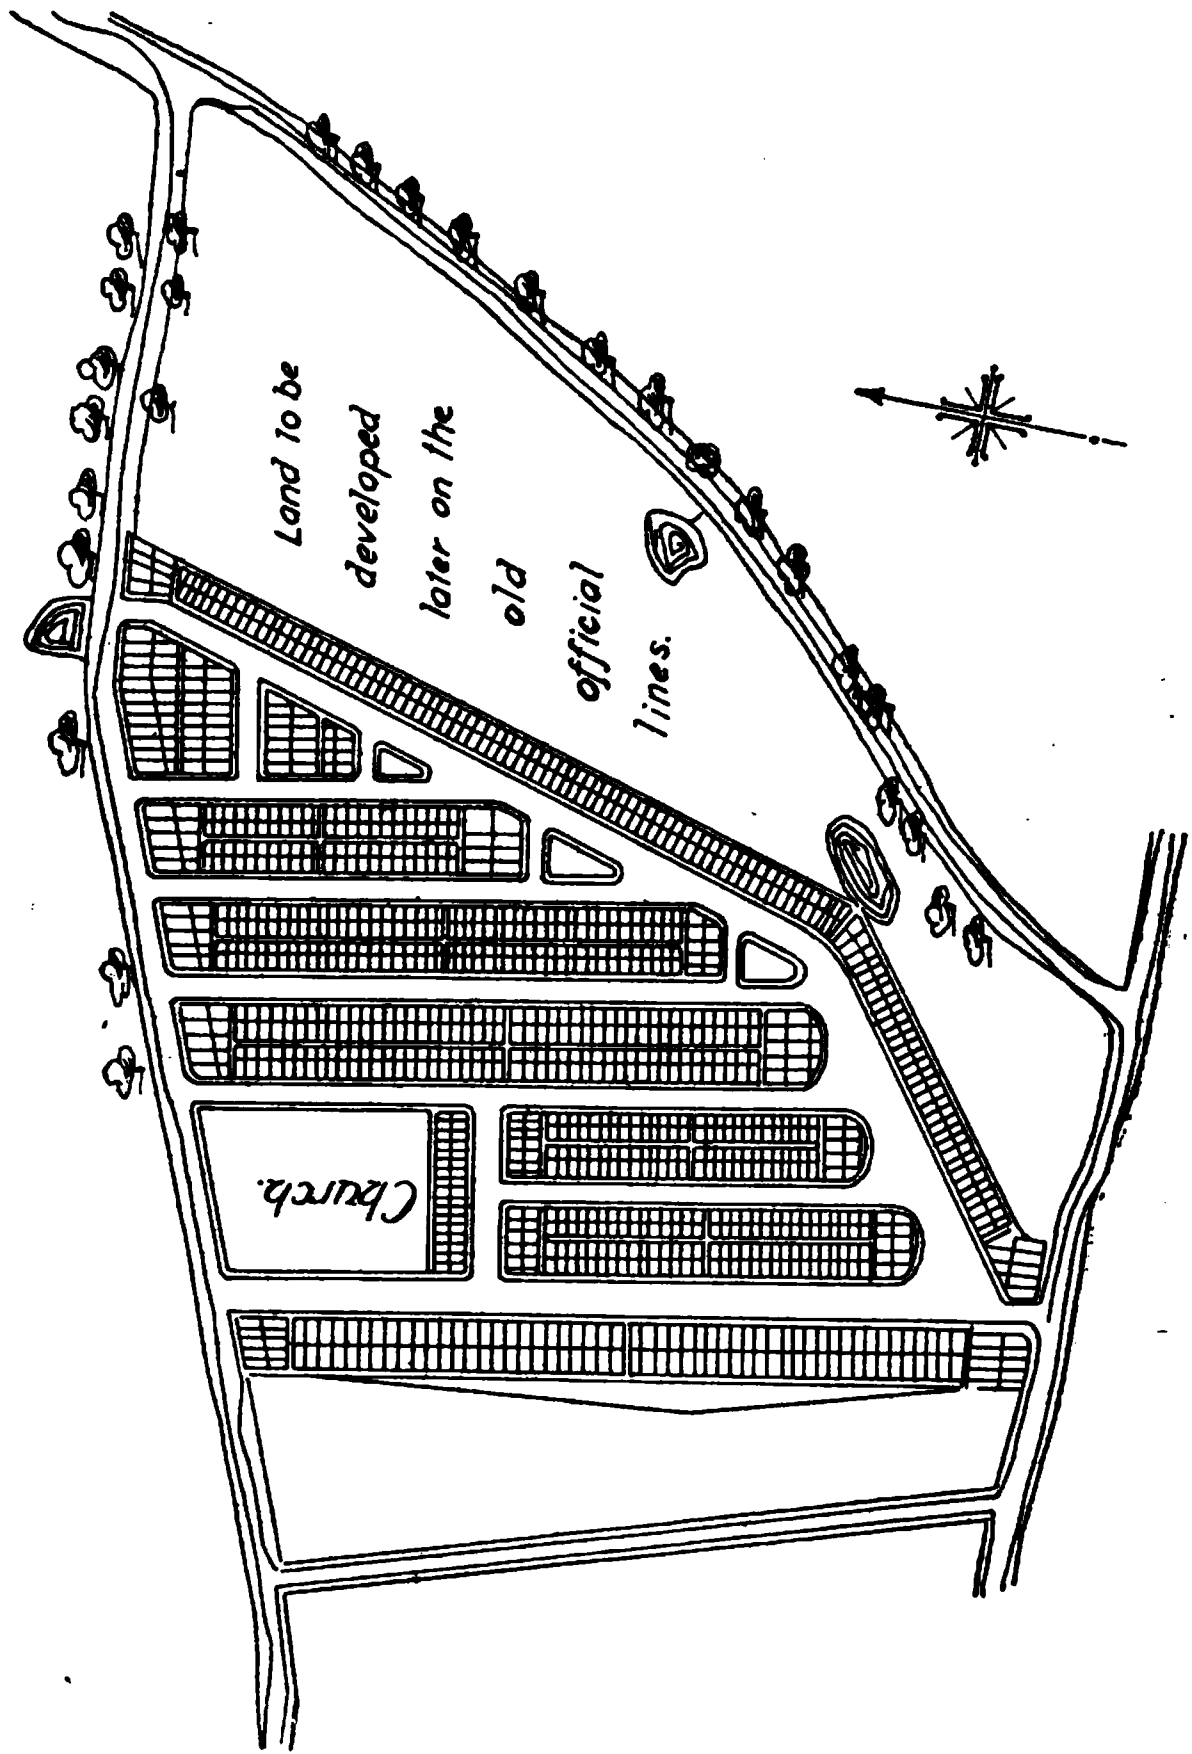 Land to be
developed
later on the
old
official
lines.
Church.